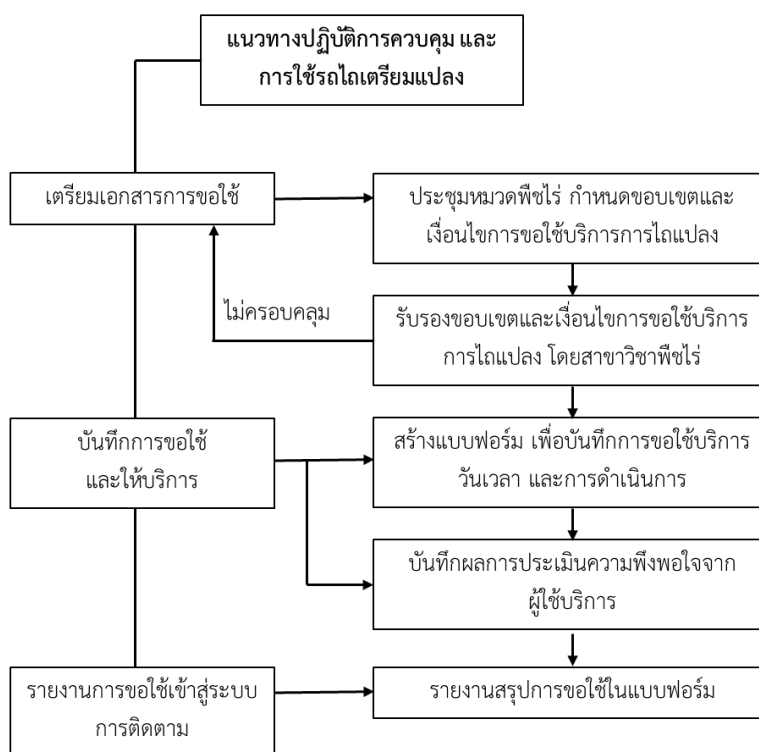 แนวทางปฏิบัติการควบคุม และ
การใช้รถไถเตรียมแปลง
เตรียมเอกสารการขอใช้
ประชุมหมวดพืชไร่ กำหนดขอบเขตและ
เงื่อนไขการขอใช้บริการการไถแปลง
ไม่ครอบคลุม
รับรองขอบเขตและเงื่อนไขการขอใช้บริการ
การไถแปลง โดยสาขาวิชาพืชไร่
บันทึกการขอใช้
และให้บริการ
สร้างแบบฟอร์ม เพื่อบันทึกการขอใช้บริการ
วันเวลา และการดำเนินการ
บันทึกผลการประเมินความพึงพอใจจาก
ผู้ใช้บริการ
รายงานการขอใช้เข้าสู่ระบบ
การติดตาม
รายงานสรุปการขอใช้ในแบบฟอร์ม